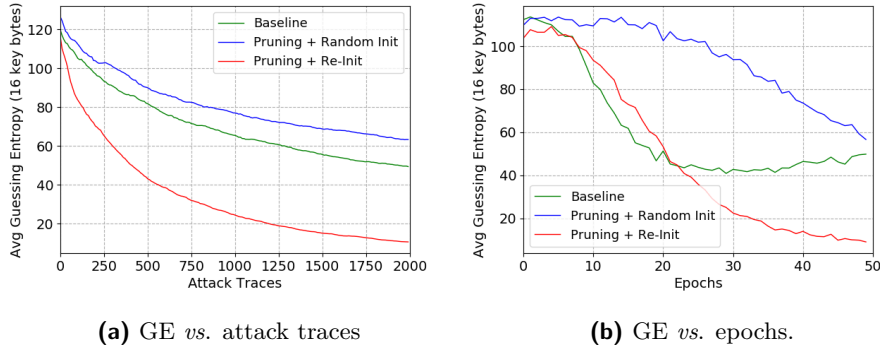 Avg Guessing Entropy (16 key bytes)
120
100
80
60
40
20
0
250
500
750
1000
1250
1500
1750
2000
Attack Traces
Baseline
Pruning + Random Init
Pruning + Re-Init
(a) GE vs. attack traces
Avg Guessing Entropy (16 key bytes)
100
80
60
40
20
0
10
20
30
40
50
Epochs
Baseline
Pruning + Random Init
Pruning + Re-Init
(b) GE vs. epochs.